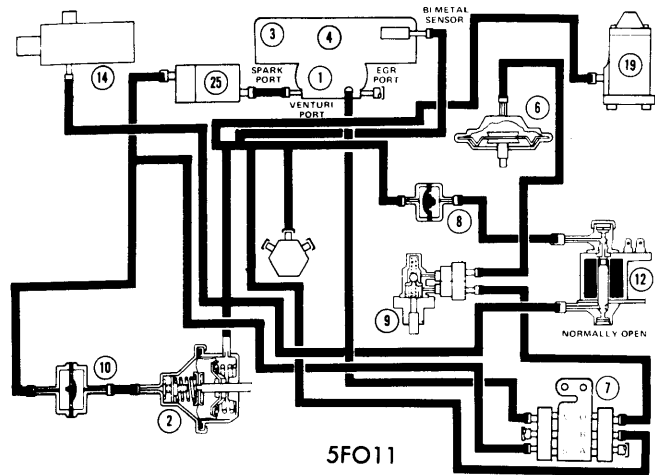 BI METAL
SENSOR
3
4
14
25
SPARK
PORT
1
EGR
PORT
VENTURI
PORT
19
6
8
12
9
NORMALLY OPEN
10
2
7
5FO11